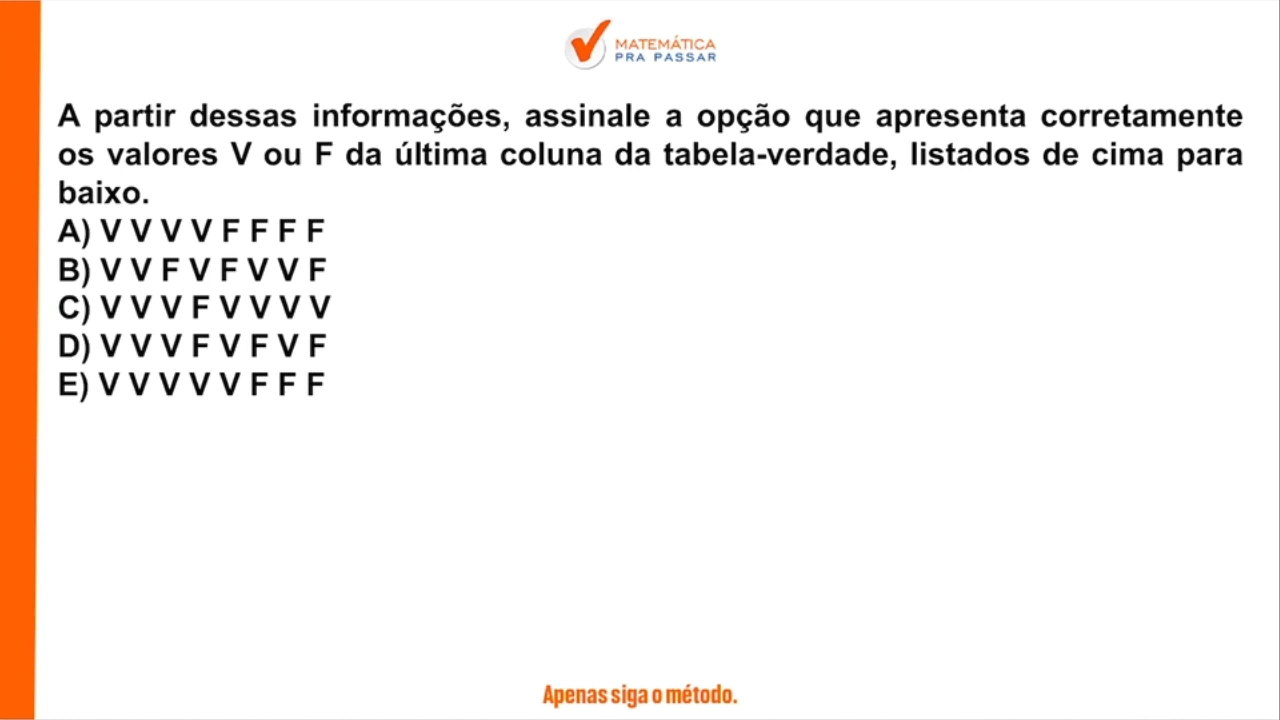 MATEMÁTICA
PRA PASSAR
A partir dessas informações, assinale a opção que apresenta corretamente
os valores V ou F da última coluna da tabela-verdade, listados de cima para
baixo.
A) V V V V F F F F
B) V V F V F V V F
C) V V V F V V V V
D) V V V F V F V F
E) V V V V V F F F
Apenas siga o método.